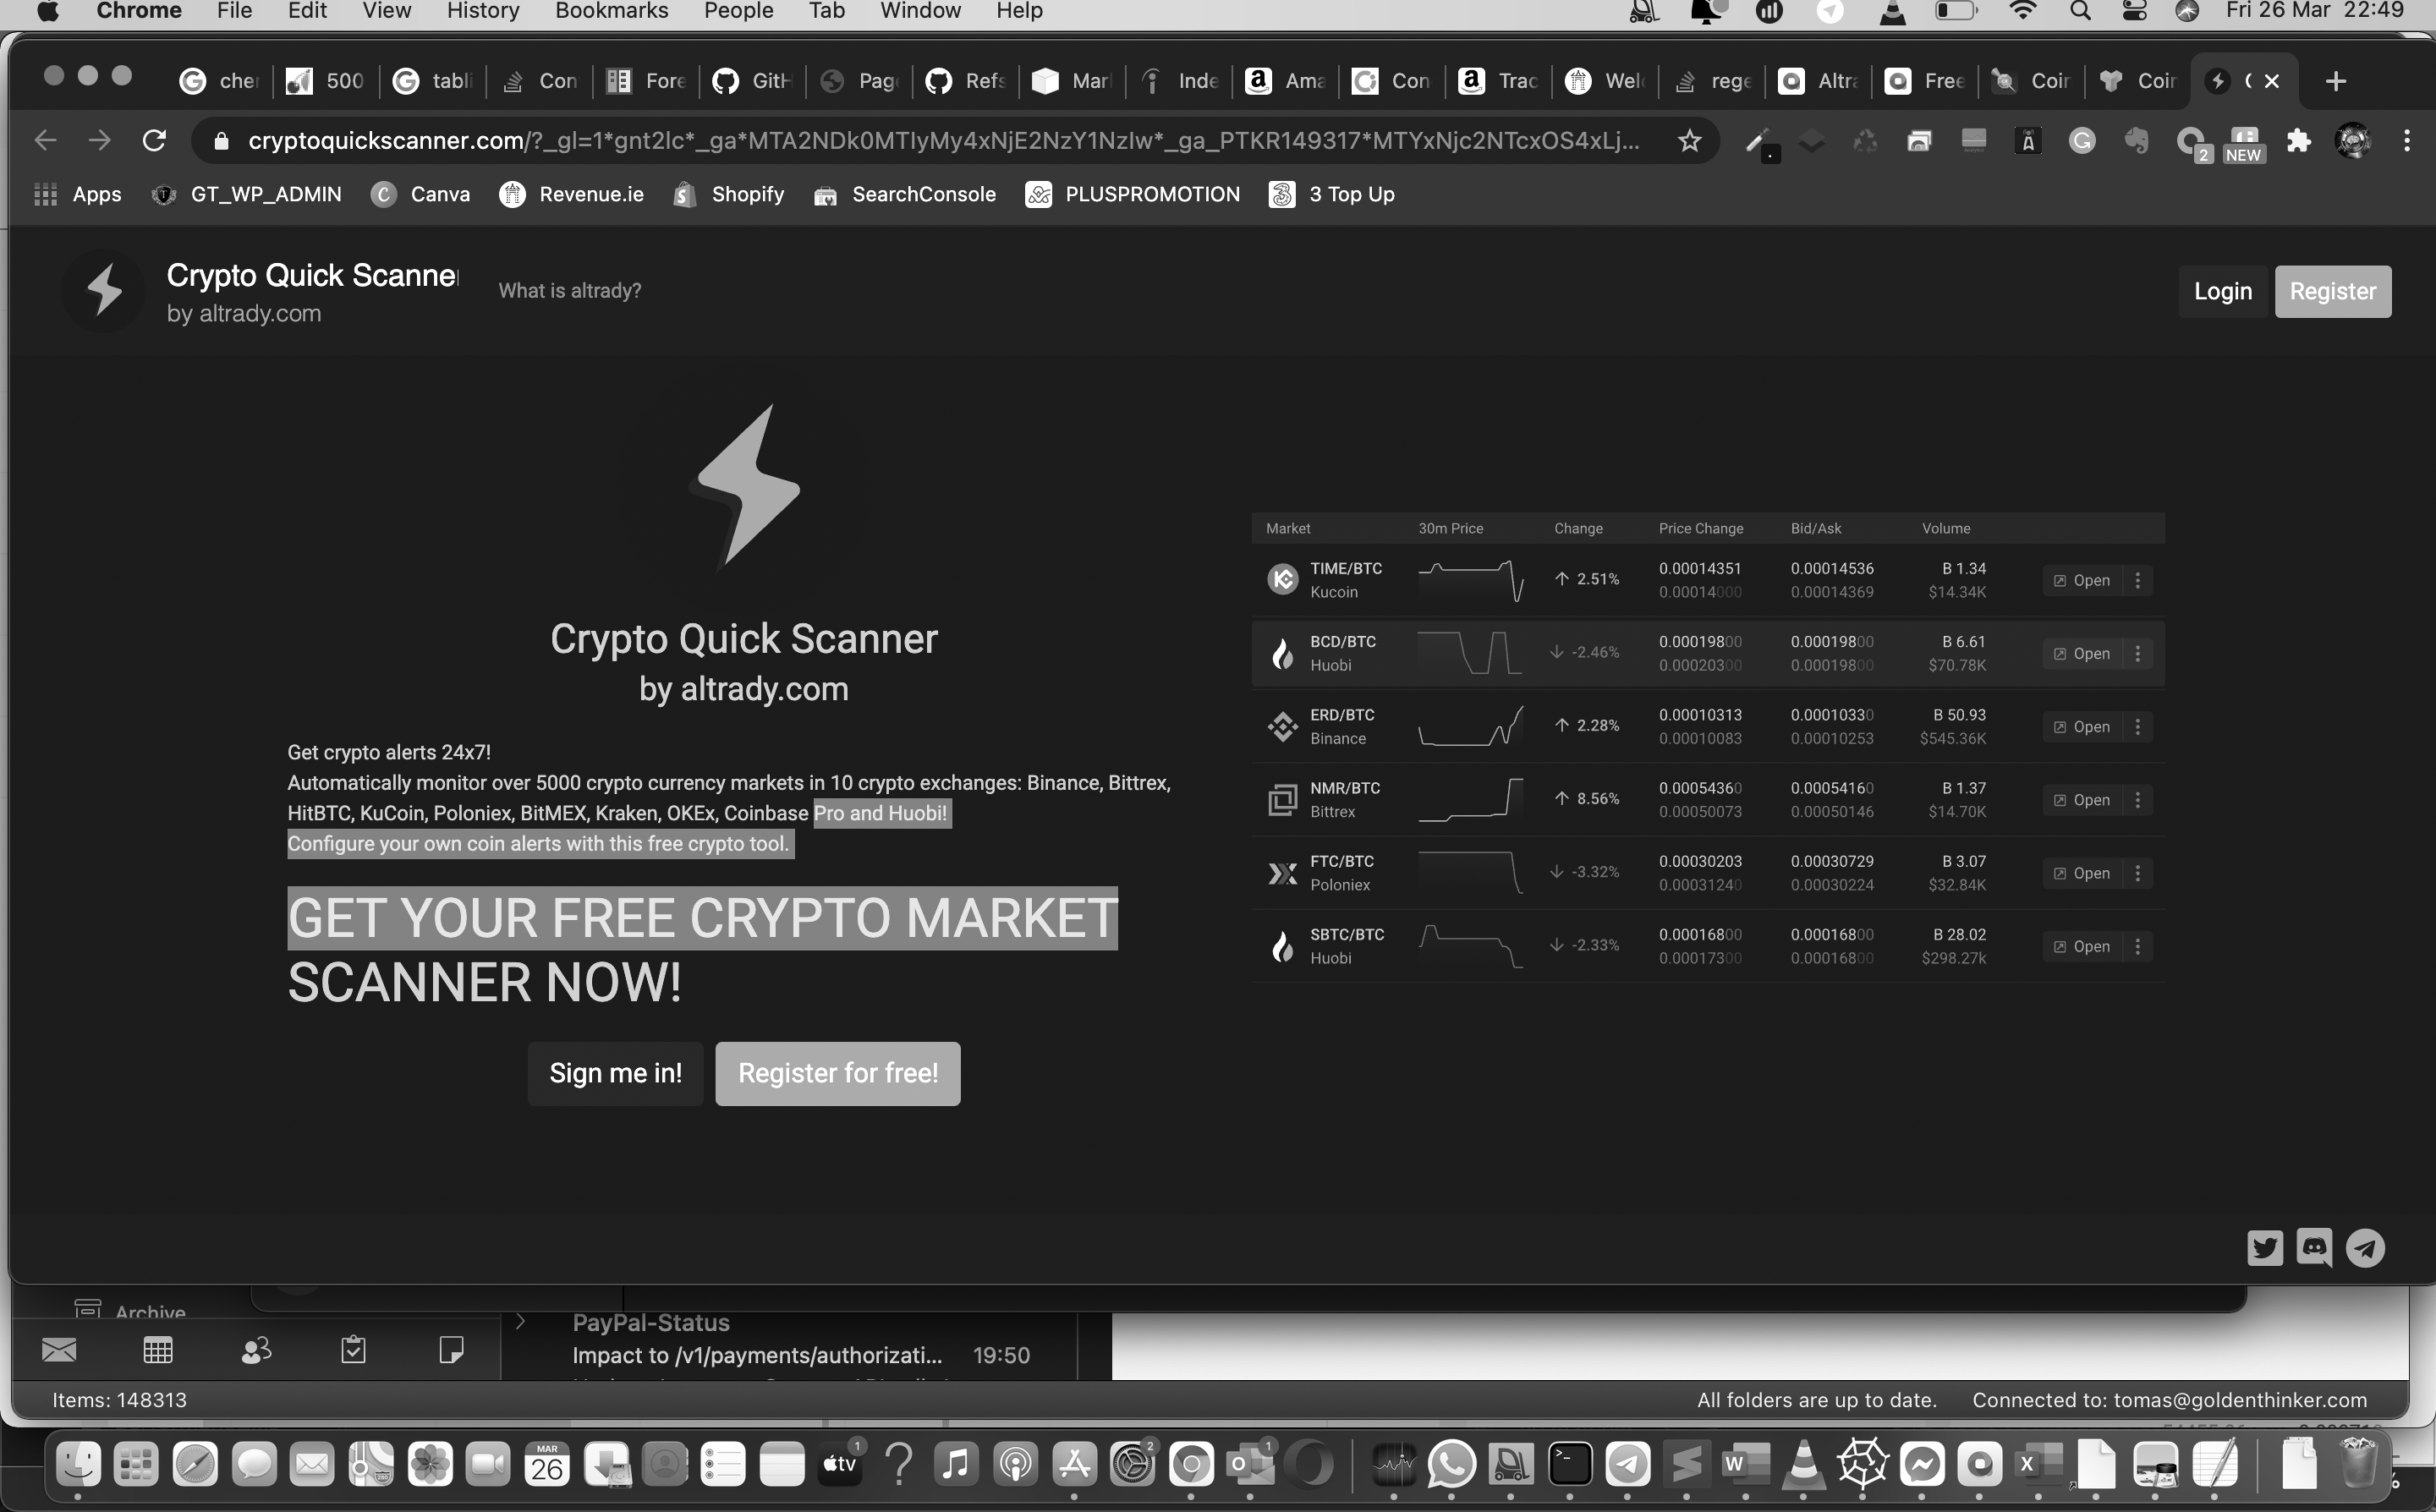 Chrome File Edit View History Bookmarks People Tab Window Help Fri 26 Mar 22:49
cher 500 tabli Con Fore GitH Page Refs Mar Inde Ama Con Trac Wel rege Altra Free Coin Coin
cryptoquickscanner.com/?_gl=1*gnt2lc*_ga*MTA2NDk0MTIyMy4xNjE2NzY1NzIw*_ga_PTKR149317*MTYxNjc2NTcxOS4xLj... 2 NEW
Apps GT_WP_ADMIN Canva Revenue.ie Shopify SearchConsole PLUSPROMOTION 3 Top Up
Crypto Quick Scanner
by altrady.com
What is altrady?
Login Register
Crypto Quick Scanner
by altrady.com
Get crypto alerts 24x7!
Automatically monitor over 5000 crypto currency markets in 10 crypto exchanges: Binance, Bittrex,
HitBTC, KuCoin, Poloniex, BitMEX, Kraken, OKEx, Coinbase Pro and Huobi!
Configure your own coin alerts with this free crypto tool.
GET YOUR FREE CRYPTO MARKET
SCANNER NOW!
Sign me in! Register for free!
Market 30m Price Change Price Change Bid/Ask Volume
TIME/BTC 0.00014351 0.00014536 B 1.34
Kucoin 2.51% 0.00014000 0.00014369 $14.34K Open
BCD/BTC 0.00019800 0.00019800 B 6.61
Huobi -2.46% 0.00020300 0.00019800 $70.78K Open
ERD/BTC 0.00010313 0.00010330 B 50.93
Binance 2.28% 0.00010083 0.00010253 $545.36K Open
NMR/BTC 0.00054360 0.00054160 B 1.37
Bittrex 8.56% 0.00050073 0.00050146 $14.70K Open
FTC/BTC 0.00030203 0.00030729 B 3.07
Poloniex -3.32% 0.00031240 0.00030224 $32.84K Open
SBTC/BTC 0.00016800 0.00016800 B 28.02
Huobi -2.33% 0.00017300 0.00016800 $298.27k Open
Archive
PayPal-Status
Impact to /v1/payments/authorizati... 19:50
Items: 148313
All folders are up to date. Connected to: tomas@goldenthinker.com
MAR
26
tv 1 2 1